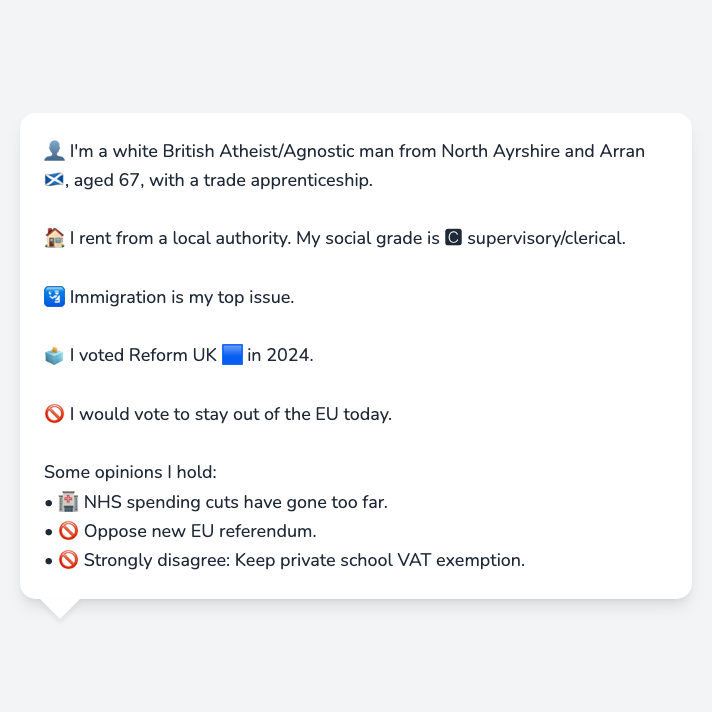 👤 I'm a white British Atheist/Agnostic man from North Ayrshire and Arran
🏴󠁧󠁢󠁳󠁣󠁴󠁿, aged 67, with a trade apprenticeship.
🏠 I rent from a local authority. My social grade is 🅲 supervisory/clerical.
🛂 Immigration is my top issue.
🗳️ I voted Reform UK 🟦 in 2024.
🚫 I would vote to stay out of the EU today.
Some opinions I hold:
• 🏥 NHS spending cuts have gone too far.
• 🚫 Oppose new EU referendum.
• 🚫 Strongly disagree: Keep private school VAT exemption.